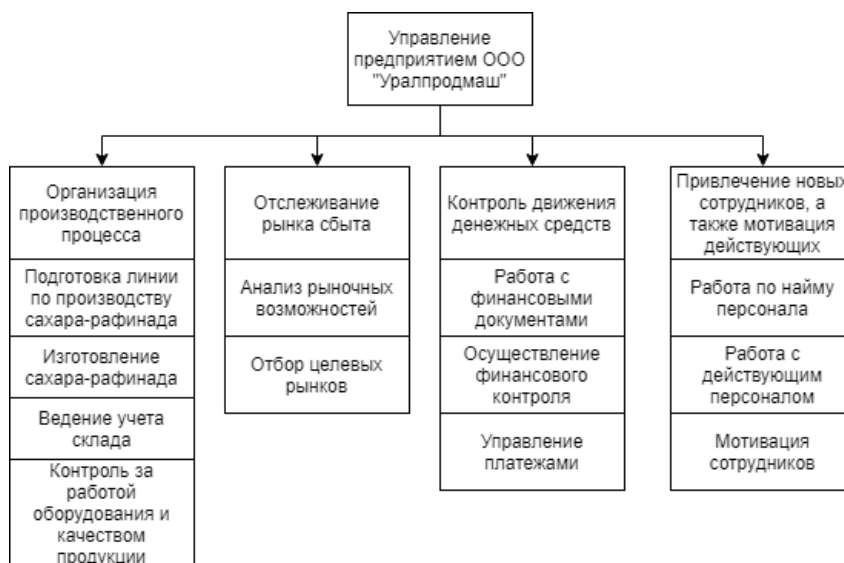 Управление
предприятием ООО
"Уралпродмаш"
Организация
производственного
процесса
Подготовка линии
по производству
сахара-рафинада
Изготовление
сахара-рафинада
Ведение учета
склада
Контроль за
работой
оборудования и
качеством
продукции
Отслеживание
рынка сбыта
Анализ рыночных
возможностей
Отбор целевых
рынков
Контроль движения
денежных средств
Работа с
финансовыми
документами
Осуществление
финансового
контроля
Управление
платежами
Привлечение новых
сотрудников, а
также мотивация
действующих
Работа по найму
персонала
Работа с
действующим
персоналом
Мотивация
сотрудников